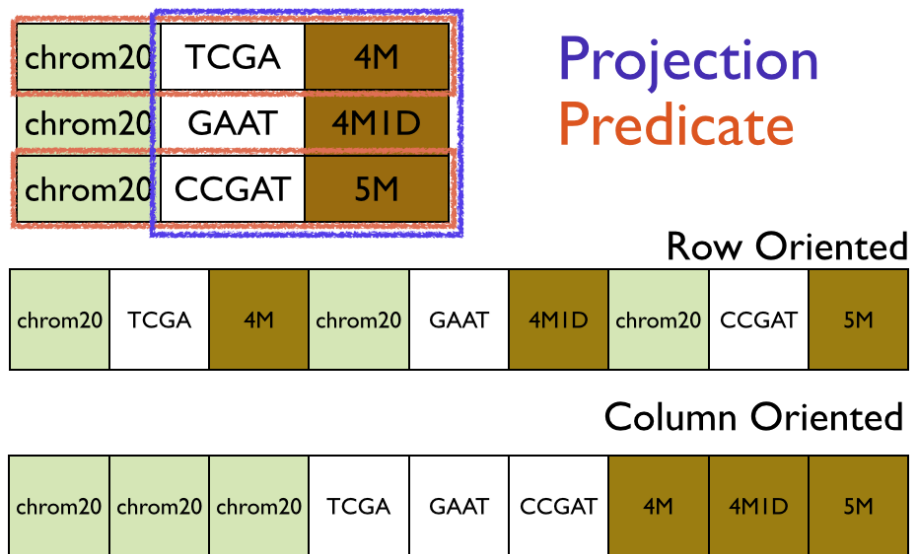 chrom20 TCGA 4M
chrom20 GAAT 4M1D
chrom20 CCGAT 5M
Projection
Predicate
Row Oriented
chrom20 TCGA 4M chrom20 GAAT 4M1D chrom20 CCGAT 5M
Column Oriented
chrom20 chrom20 chrom20 TCGA GAAT CCGAT 4M 4M1D 5M